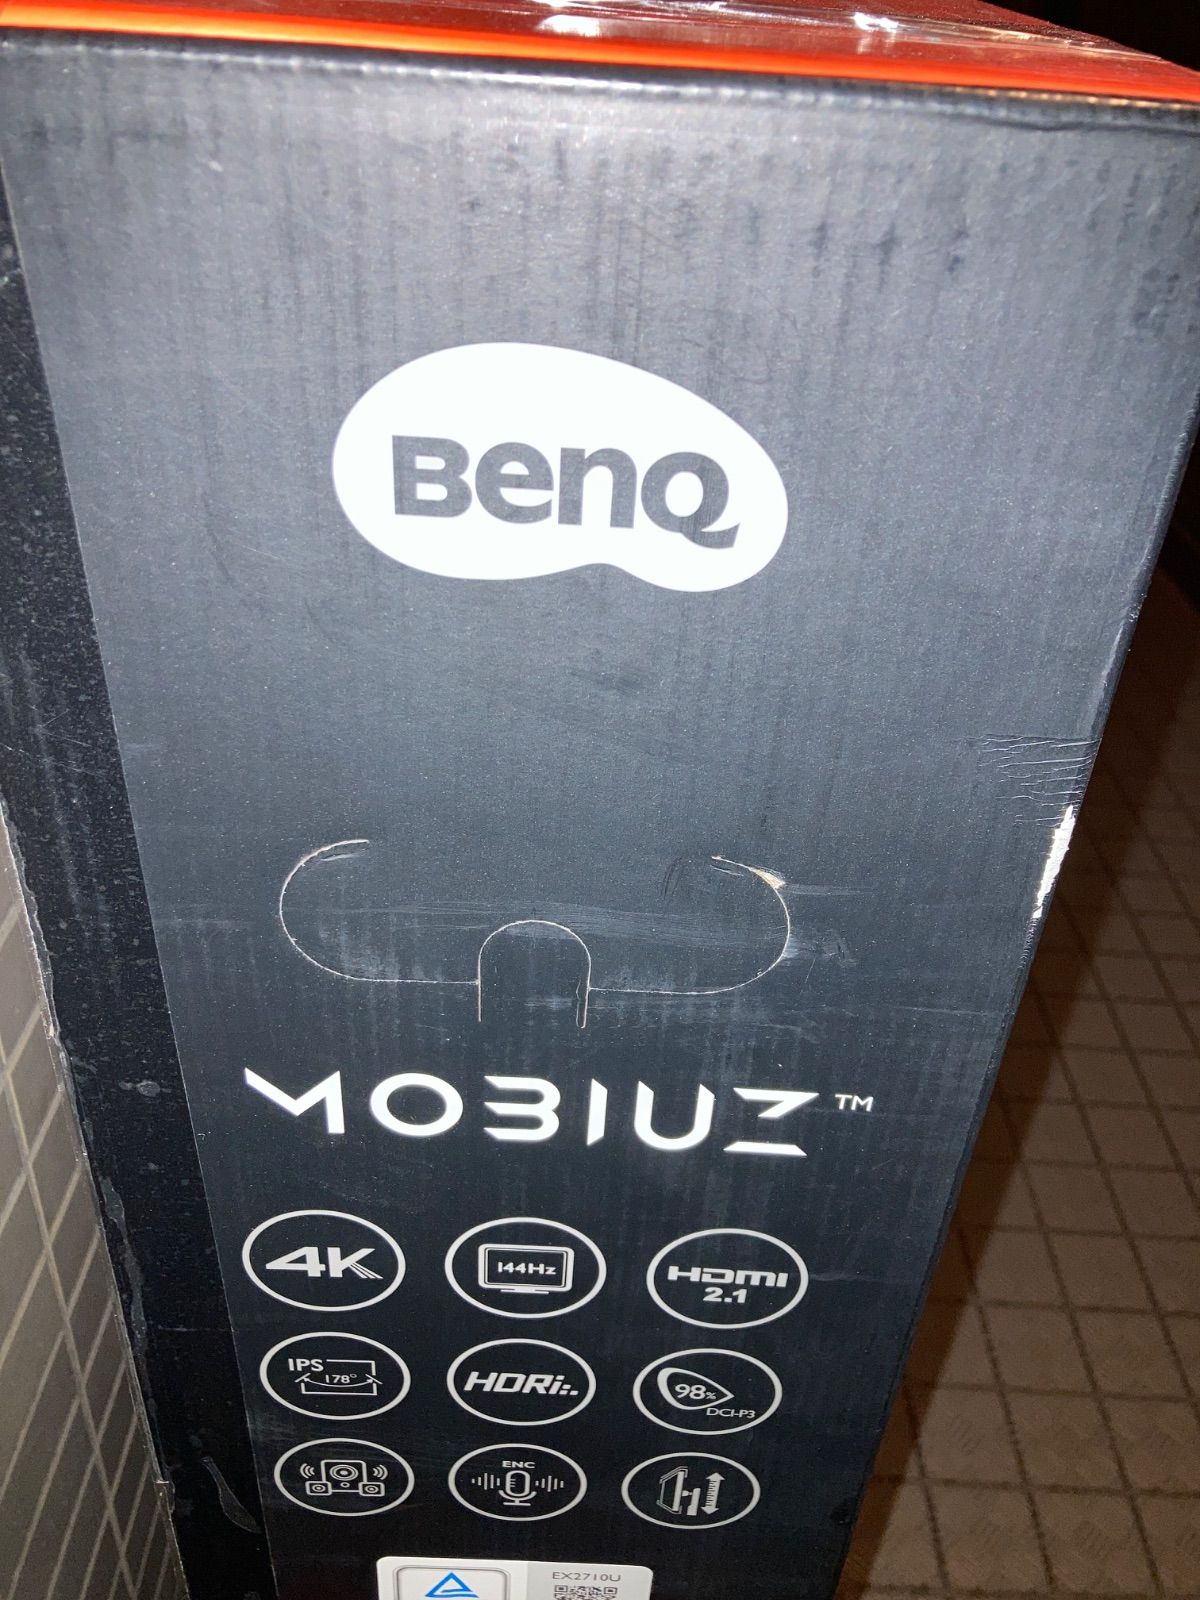 BenQ
MOBIUZ™
4K
144Hz
HDMI
2.1
IPS
178°
HDRi
98%
DCI-P3
ENC
EX2710U